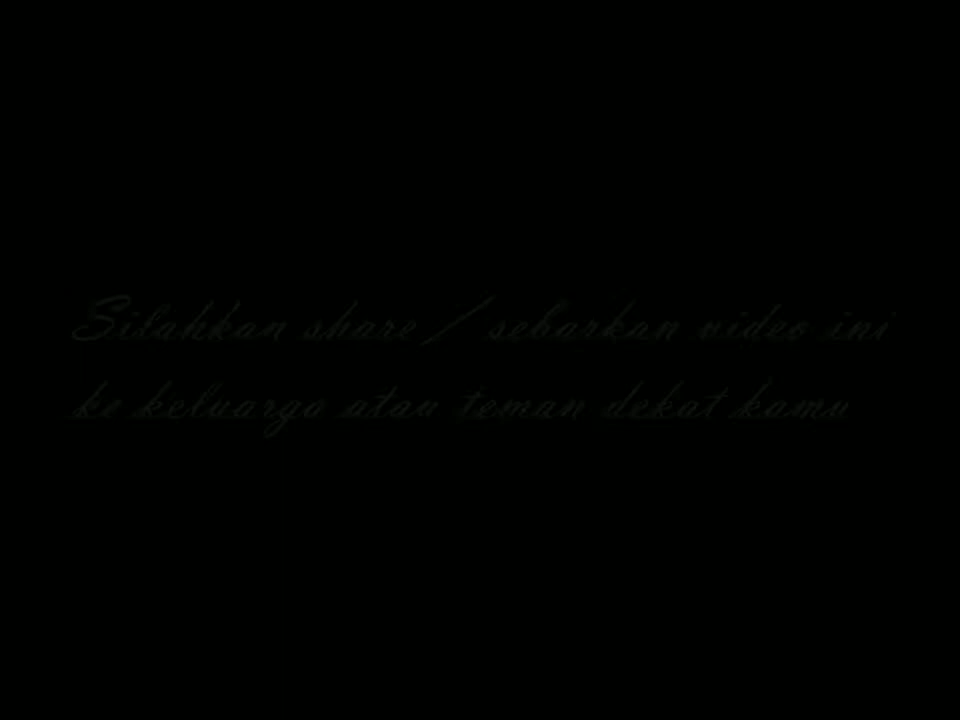 Silahkan share / sebarkan video ini
ke keluarga atau teman dekat kamu